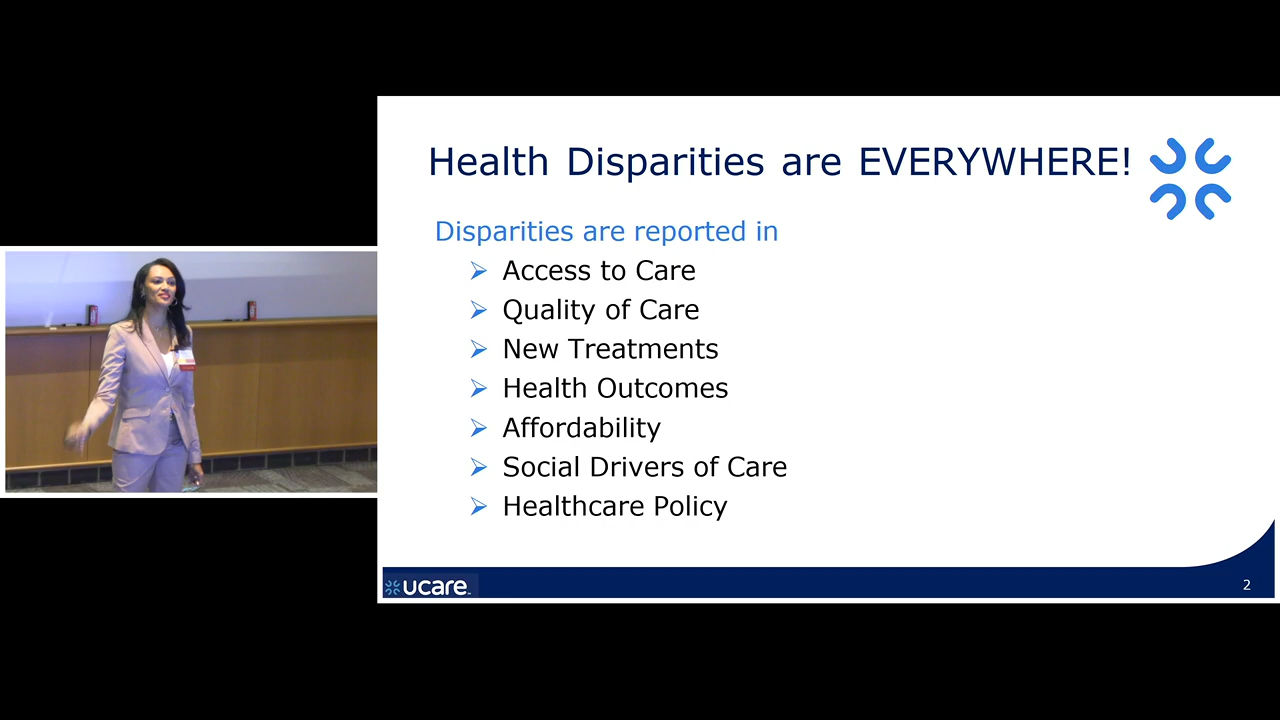 Health Disparities are EVERYWHERE!
Disparities are reported in
Access to Care
Quality of Care
New Treatments
Health Outcomes
Affordability
Social Drivers of Care
Healthcare Policy
ucare
2